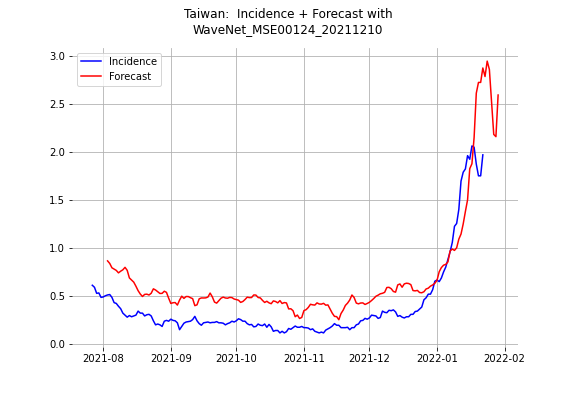 Taiwan:  Incidence + Forecast with
WaveNet_MSE00124_20211210
Incidence
Forecast
3.0
2.5
2.0
1.5
1.0
0.5
0.0
2021-08 2021-09 2021-10 2021-11 2021-12 2022-01 2022-02